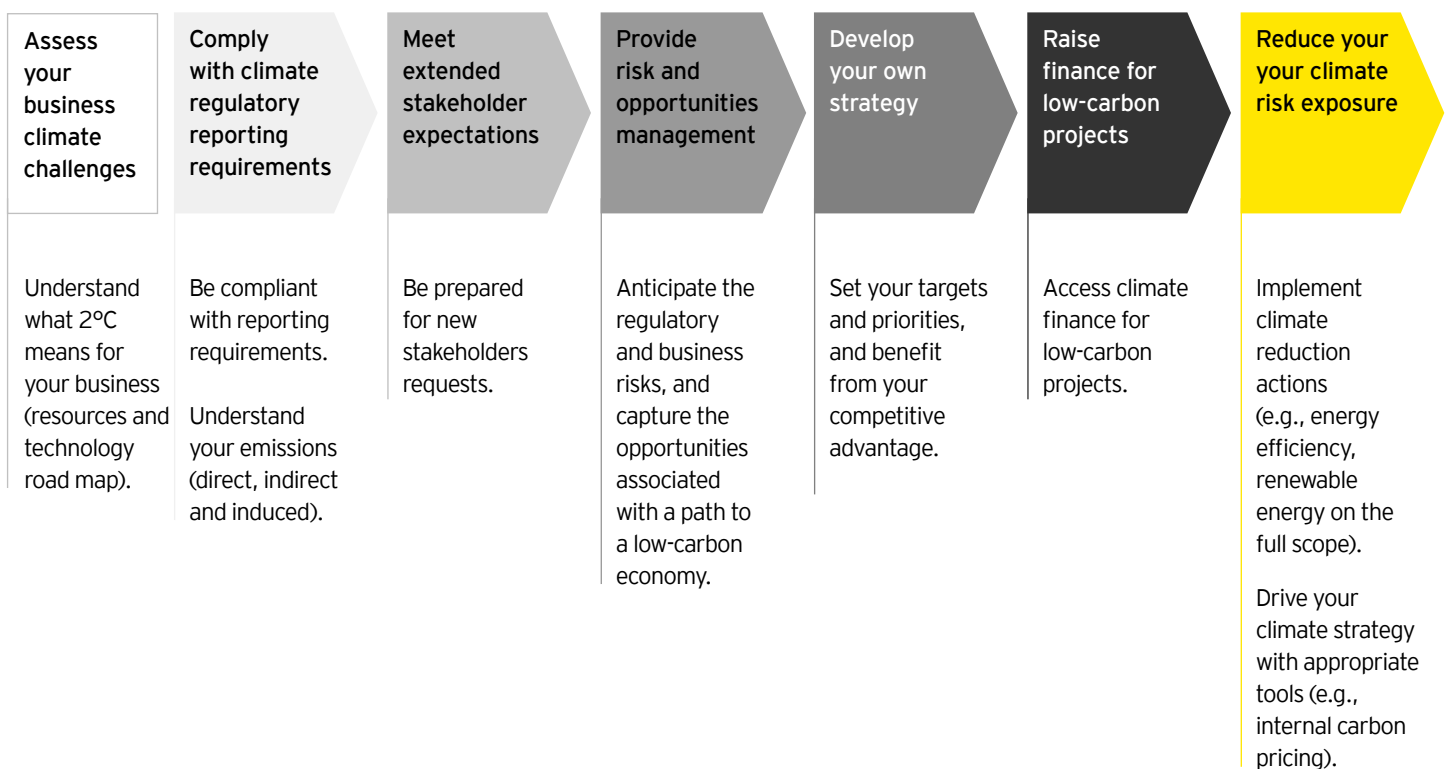 Assess
your
business
climate
challenges
Comply
with climate
regulatory
reporting
requirements
Meet
extended
stakeholder
expectations
Provide
risk and
opportunities
management
Develop
your own
strategy
Raise
finance for
low-carbon
projects
Reduce your
your climate
risk exposure
Understand
what 2°C
means for
your business
(resources and
technology
road map).
Be compliant
with reporting
requirements.
Understand
your emissions
(direct, indirect
and induced).
Be prepared
for new
stakeholders
requests.
Anticipate the
regulatory
and business
risks, and
capture the
opportunities
associated
with a path to
a low-carbon
economy.
Set your targets
and priorities,
and benefit
from your
competitive
advantage.
Access climate
finance for
low-carbon
projects.
Implement
climate
reduction
actions
(e.g., energy
efficiency,
renewable
energy on the
full scope).
Drive your
climate strategy
with appropriate
tools (e.g.,
internal carbon
pricing).